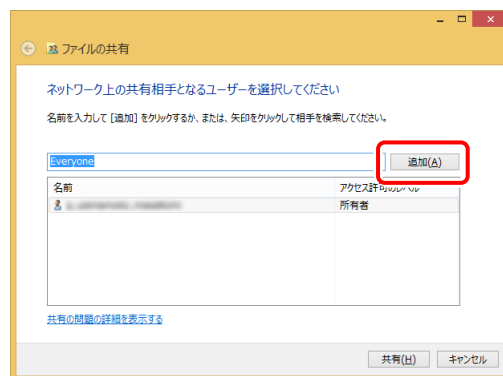 ファイルの共有
ネットワーク上の共有相手となるユーザーを選択してください
名前を入力して [追加] をクリックするか、または、矢印をクリックして相手を検索してください。
Everyone
追加(A)
名前 アクセス許可のレベル
所有者
共有の問題の詳細を表示する
共有(H) キャンセル